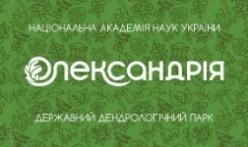 НАЦІОНАЛЬНА АКАДЕМІЯ НАУК УКРАЇНИ
Олександрія
ДЕРЖАВНИЙ ДЕНДРОЛОГІЧНИЙ ПАРК